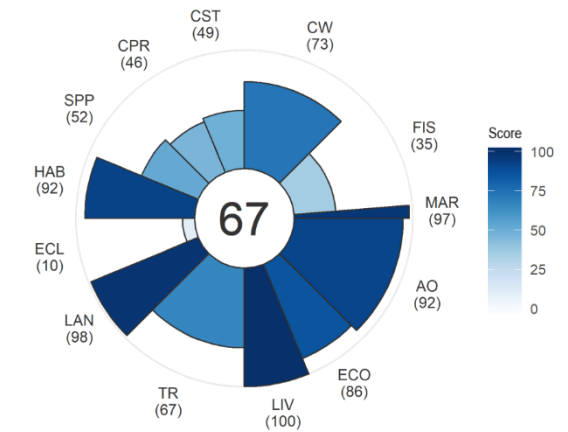 CST
(49)
CW
(73)
CPR
(46)
SPP
(52)
FIS
(35)
Score
100
75
50
25
0
HAB
(92)
MAR
(97)
67
ECL
(10)
AO
(92)
LAN
(98)
ECO
(86)
TR
(67)
LIV
(100)